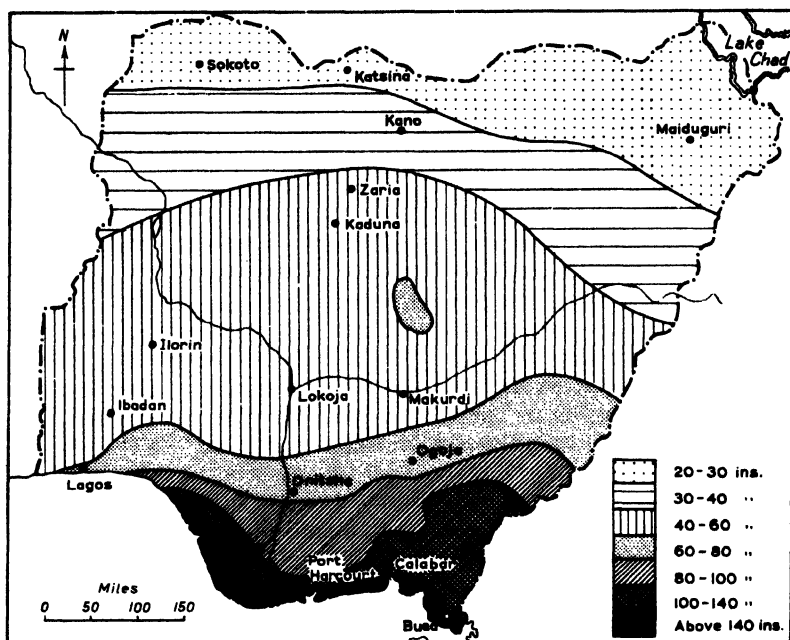 N
Sokoto
Katsina
Lake
Chad
Kano
Maiduguri
Zaria
Kaduna
Ilorin
Lokoja
Makurdi
Ibadan
Ogoja
Lagos
Onitsha
Port
Harcourt
Calabar
Buea
Miles
0 50 100 150
20-30 ins.
30-40 "
40-60 "
60-80 "
80-100 "
100-140 "
Above 140 ins.